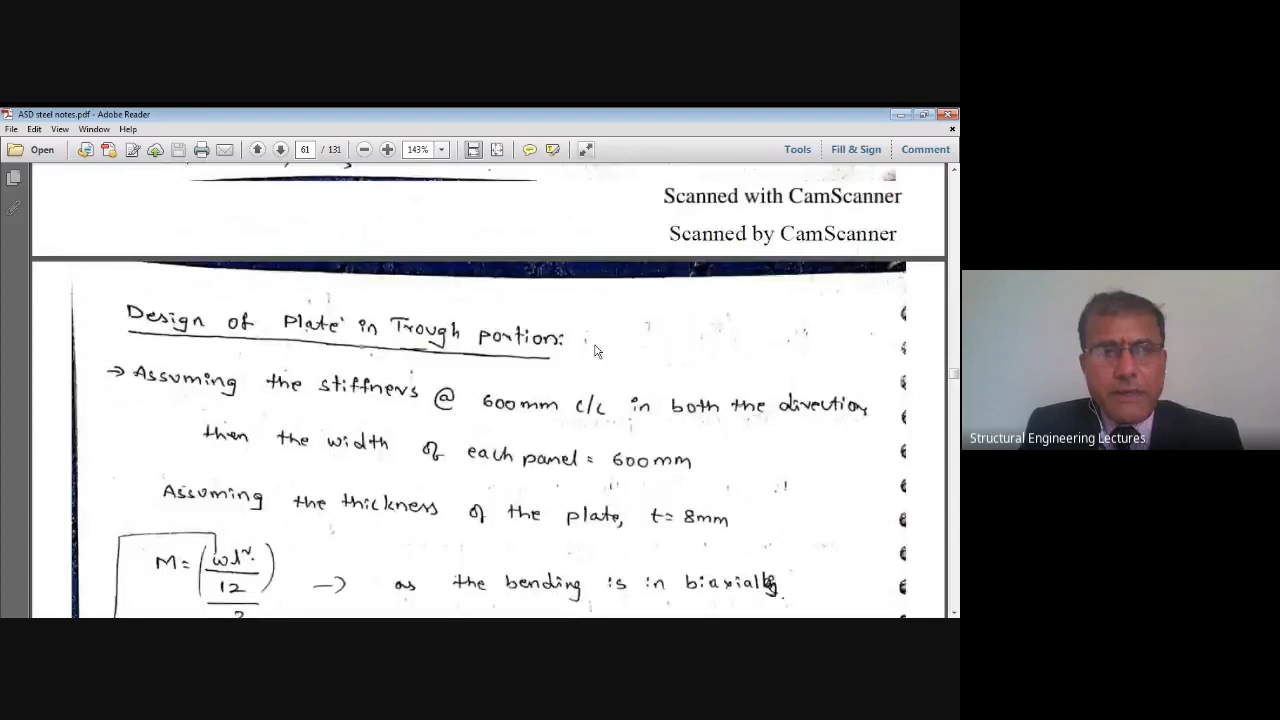 ASD steel notes.pdf - Adobe Reader
File Edit View Window Help
Open 61 / 131 143% Tools Fill & Sign Comment
Scanned with CamScanner
Scanned by CamScanner
Design of Plate in Trough portion:
→ Assuming the stiffners @ 600mm c/c in both the direction,
then the width of each panel = 600mm
Assuming the thickness of the plate, t= 8mm
M = (wl²/12)/2 → as the bending is in biaxially.
Structural Engineering Lectures